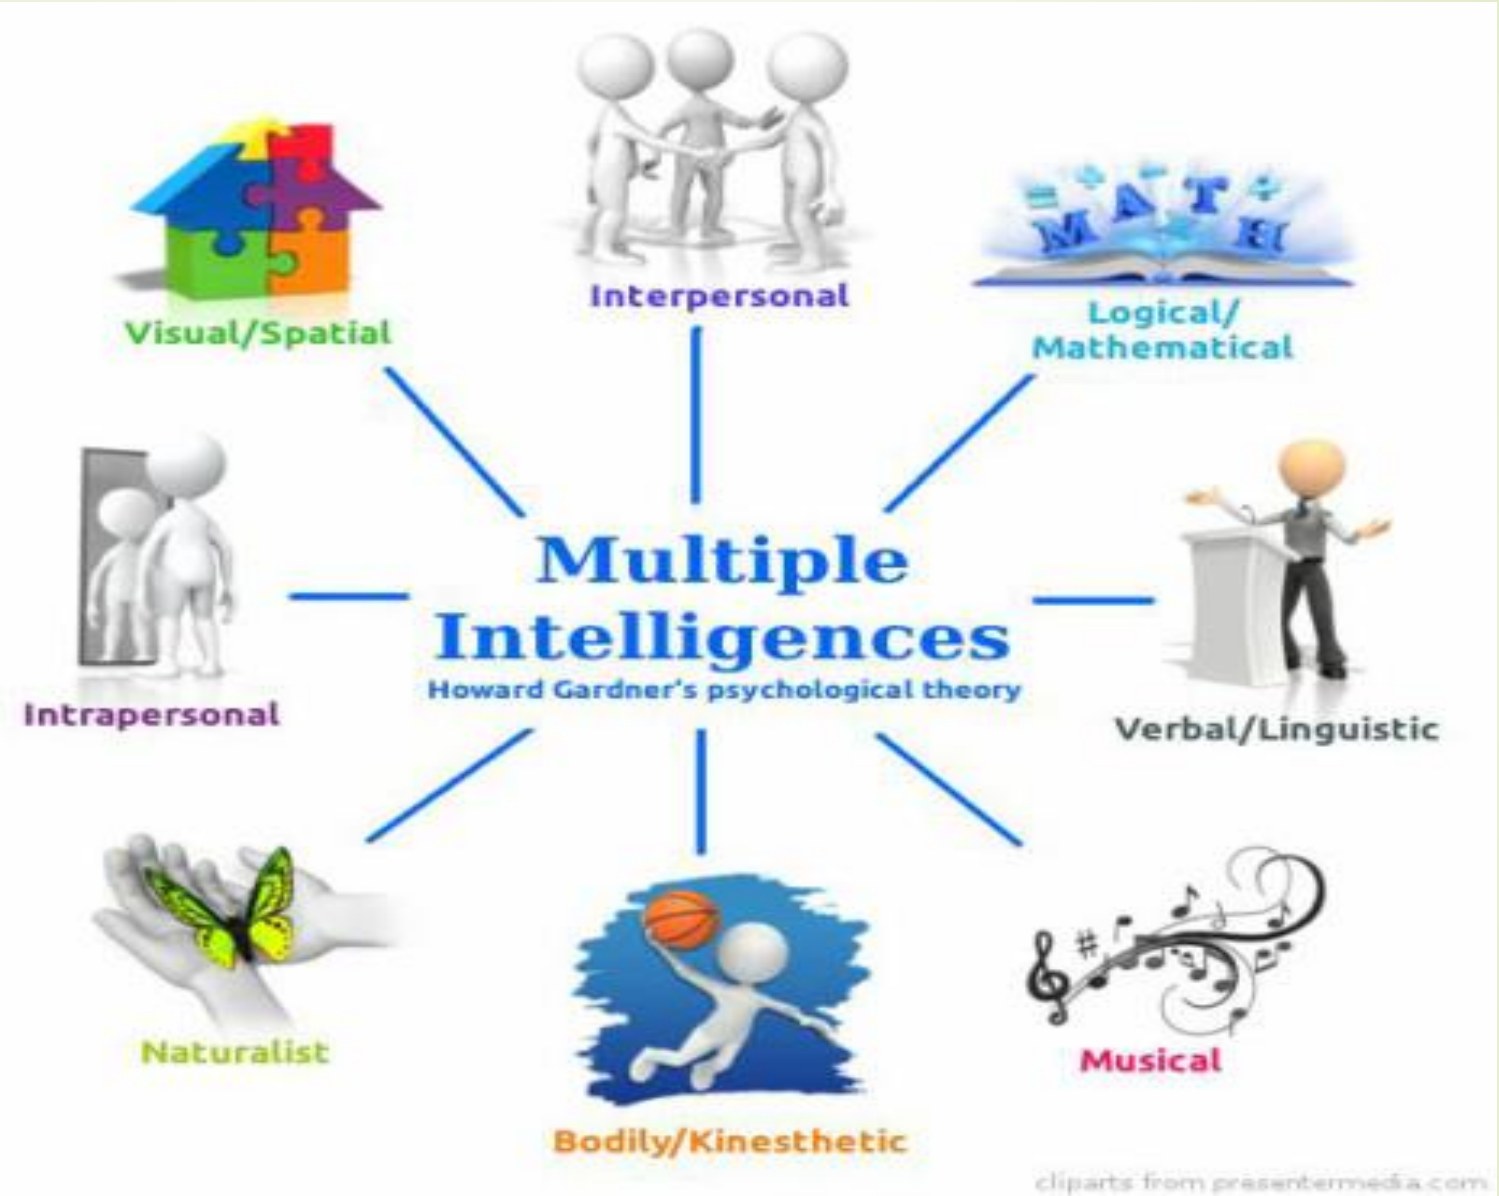 Interpersonal
MATH
Logical/
Mathematical
Visual/Spatial
Multiple
Intelligences
Howard Gardner's psychological theory
Intrapersonal
Verbal/Linguistic
Naturalist
Musical
Bodily/Kinesthetic
cliparts from presentermedia.com